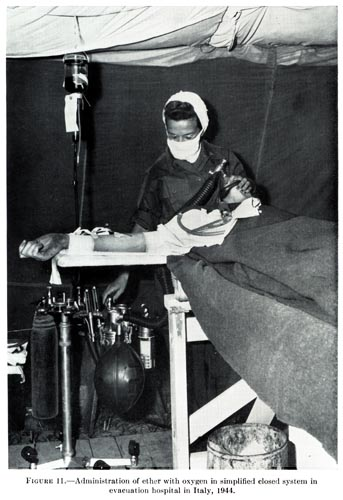 FIGURE 11.—Administration of ether with oxygen in simplified closed system in
evacuation hospital in Italy, 1944.